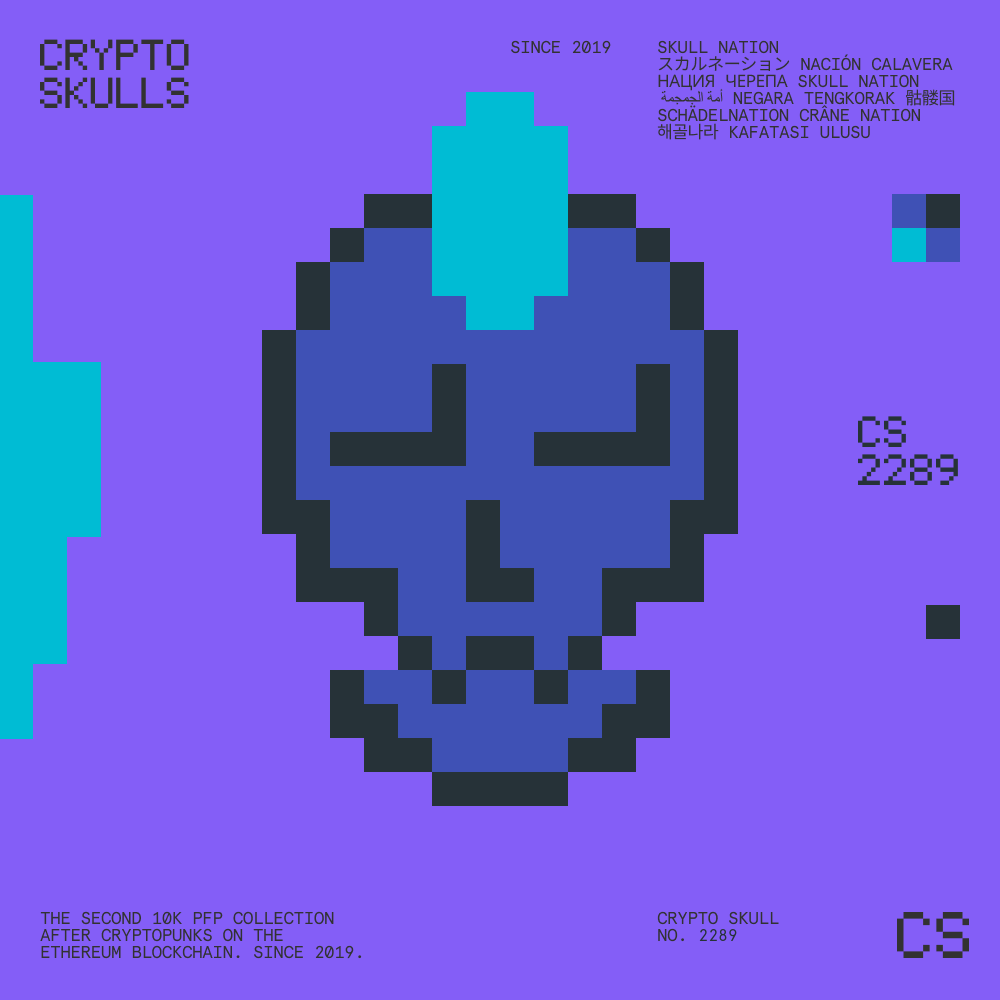 CRYPTO
SKULLS
SINCE 2019
SKULL NATION
スカルネーション NACIÓN CALAVERA
НАЦИЯ ЧЕРЕПА SKULL NATION
أمة الجمجمة NEGARA TENGKORAK 骷髅国
SCHÄDELNATION CRÂNE NATION
해골나라 KAFATASI ULUSU
CS
2289
THE SECOND 10K PFP COLLECTION
AFTER CRYPTOPUNKS ON THE
ETHEREUM BLOCKCHAIN. SINCE 2019.
CRYPTO SKULL
NO. 2289
CS